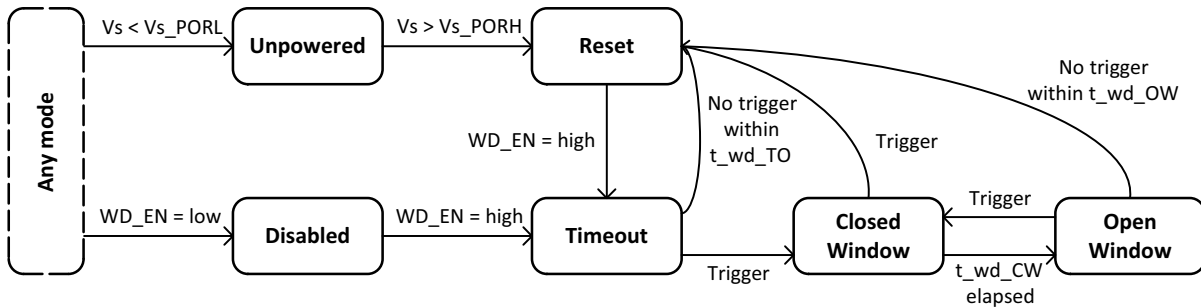 Any mode
Vs < Vs_PORL
Unpowered
Vs > Vs_PORH
Reset
No trigger
within t_wd_OW
No trigger
within
t_wd_TO
Trigger
WD_EN = high
WD_EN = low
Disabled
WD_EN = high
Timeout
Trigger
Closed
Window
Trigger
t_wd_CW
elapsed
Open
Window